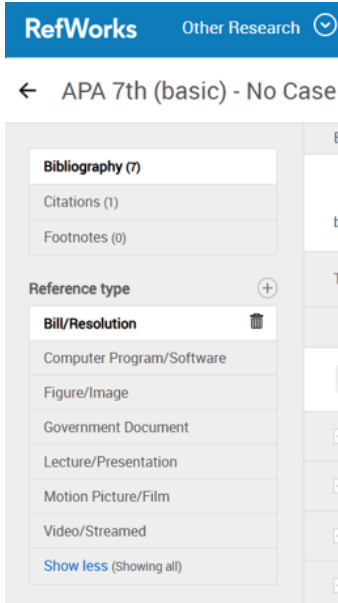 RefWorks Other Research
← APA 7th (basic) - No Case
Bibliography (7)
Citations (1)
Footnotes (0)
Reference type
Bill/Resolution
Computer Program/Software
Figure/Image
Government Document
Lecture/Presentation
Motion Picture/Film
Video/Streamed
Show less (Showing all)